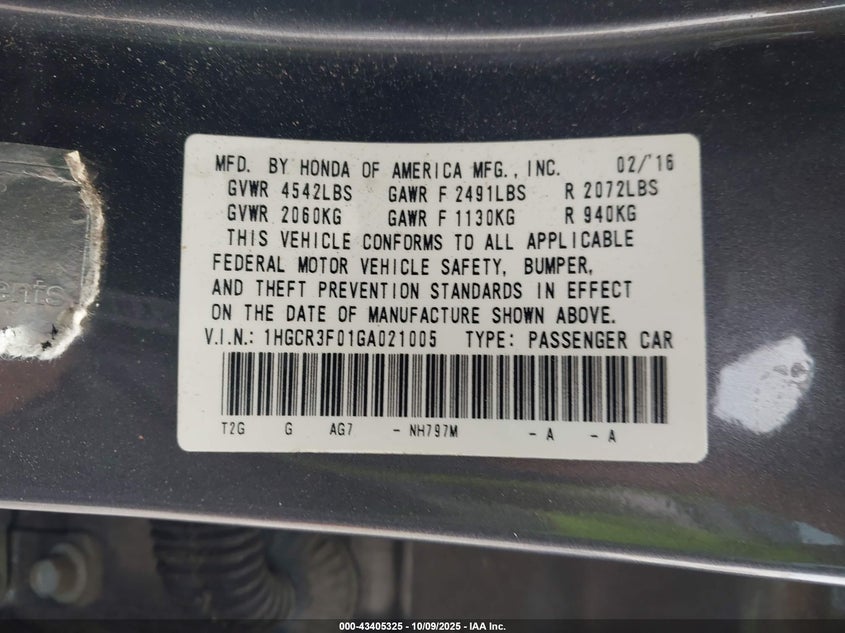 MFD. BY HONDA OF AMERICA MFG., INC. 02/'16
GVWR 4542LBS GAWR F 2491LBS R 2072LBS
GVWR 2060KG GAWR F 1130KG R 940KG
THIS VEHICLE CONFORMS TO ALL APPLICABLE
FEDERAL MOTOR VEHICLE SAFETY, BUMPER,
AND THEFT PREVENTION STANDARDS IN EFFECT
ON THE DATE OF MANUFACTURE SHOWN ABOVE.
V.I.N.: 1HGCR3F01GA021005 TYPE: PASSENGER CAR
T2G G AG7 - NH797M - A - A
000-43405325 - 10/09/2025 - IAA Inc.